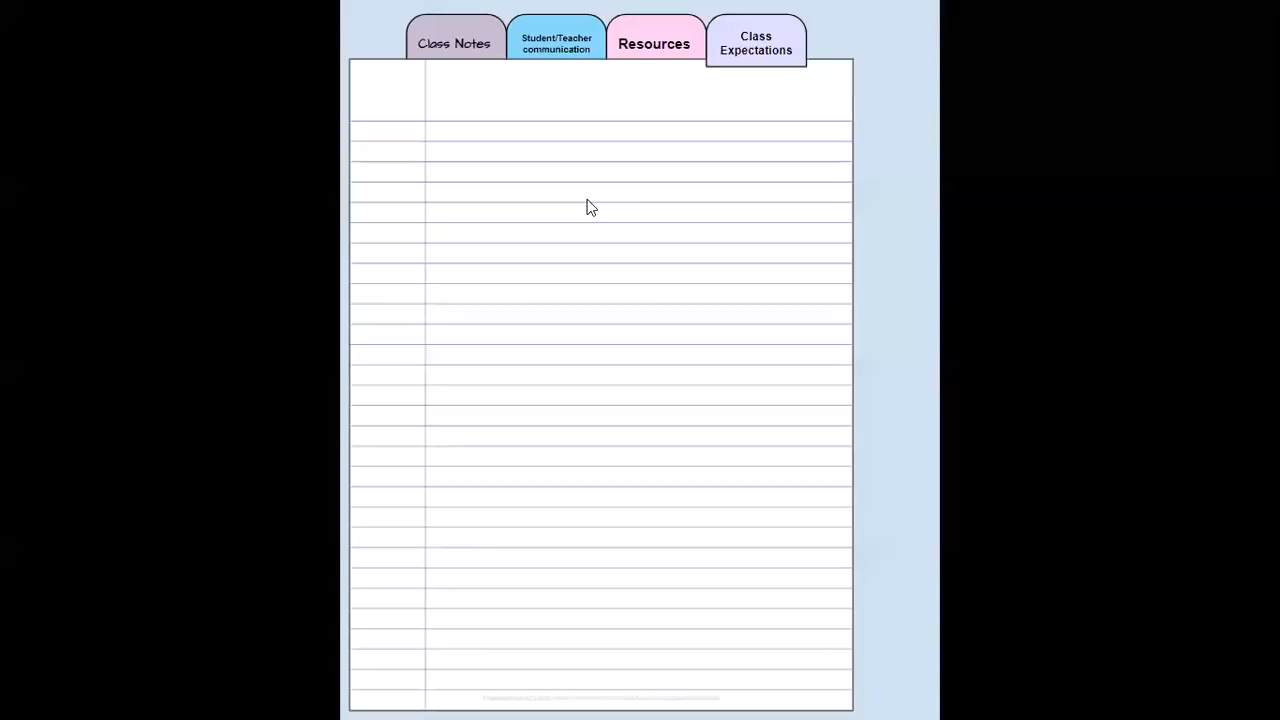 Class Notes
Student/Teacher
communication
Resources
Class
Expectations